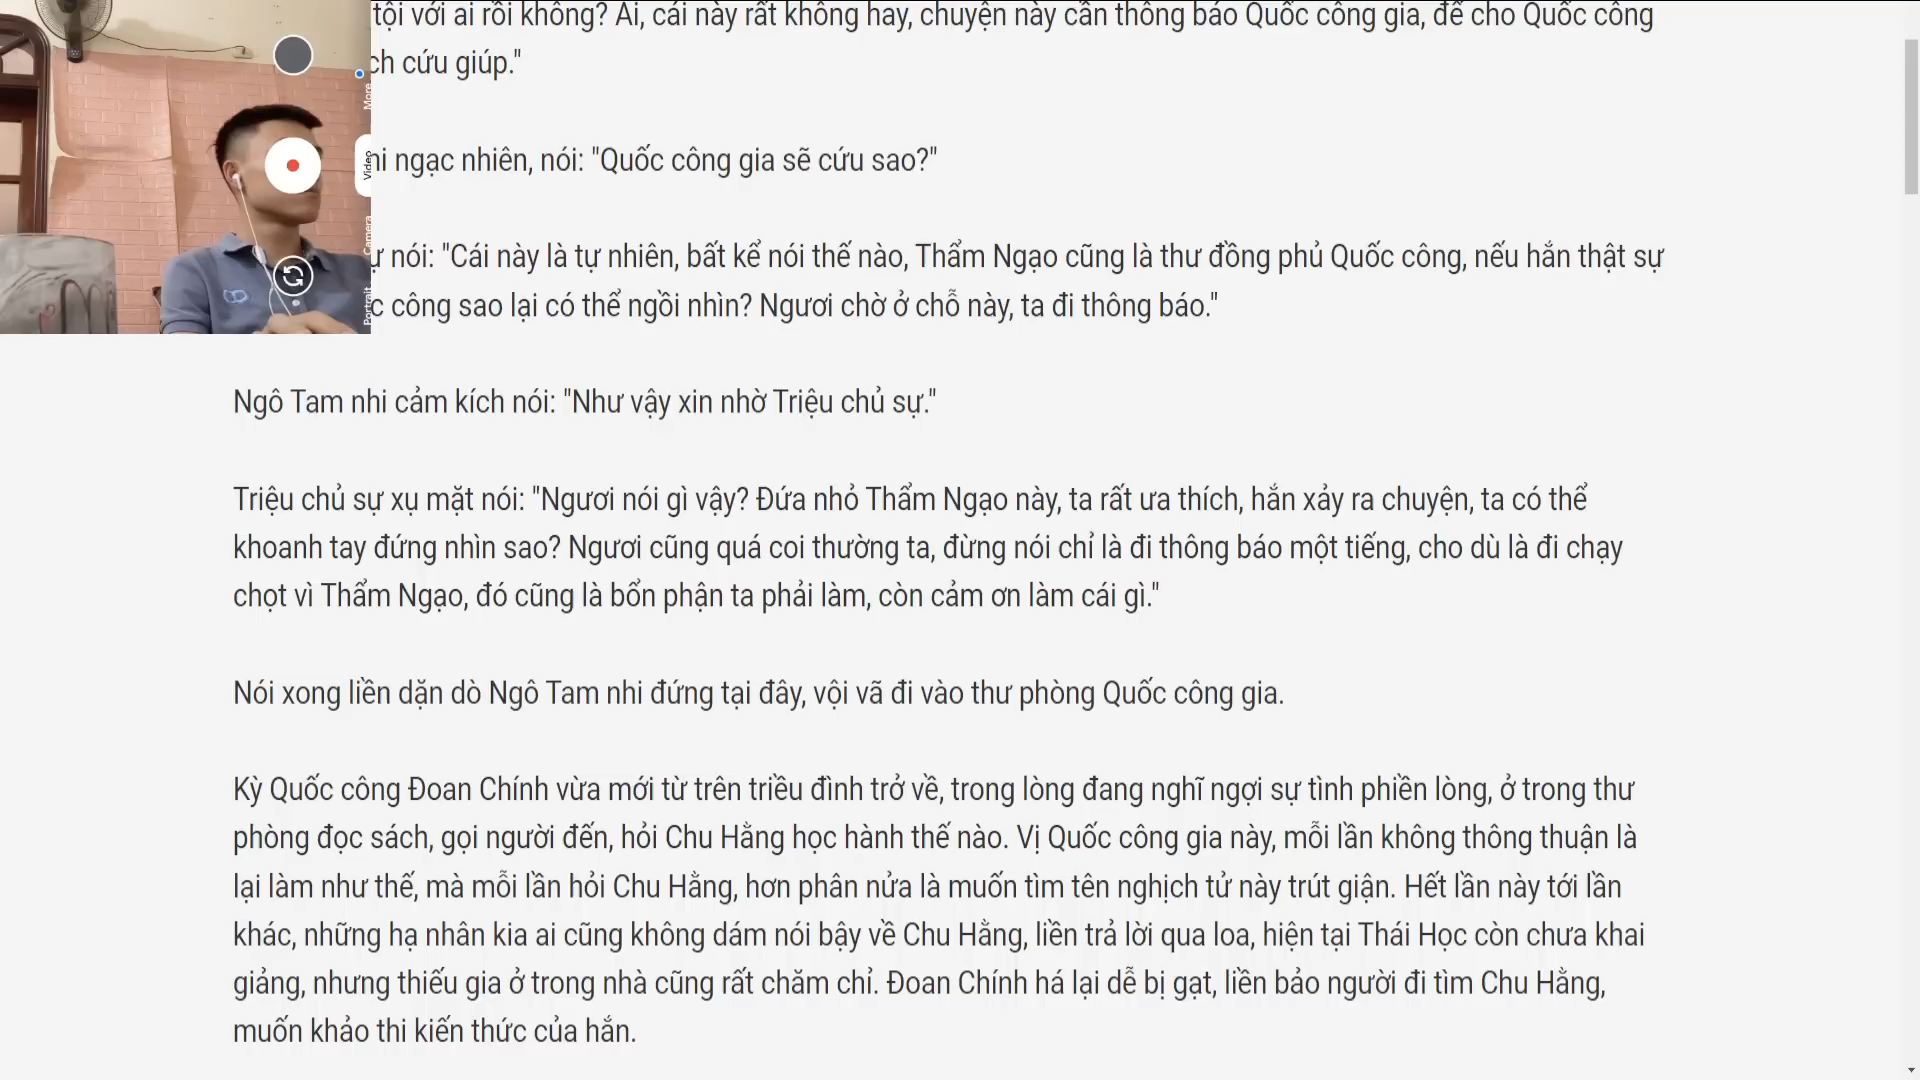 tội với ai rồi không? Ai, cái này rất không hay, chuyện này cần thông báo Quốc công gia, để cho Quốc công
ch cứu giúp."
ngạc nhiên, nói: "Quốc công gia sẽ cứu sao?"
nói: "Cái này là tự nhiên, bất kể nói thế nào, Thẩm Ngạo cũng là thư đồng phủ Quốc công, nếu hắn thật sự
công sao lại có thể ngồi nhìn? Ngươi chờ ở chỗ này, ta đi thông báo."
More
Video
Camera
Portrait
Ngô Tam nhi cảm kích nói: "Như vậy xin nhờ Triệu chủ sự."
Triệu chủ sự xụ mặt nói: "Ngươi nói gì vậy? Đứa nhỏ Thẩm Ngạo này, ta rất ưa thích, hắn xảy ra chuyện, ta có thể
khoanh tay đứng nhìn sao? Ngươi cũng quá coi thường ta, đừng nói chỉ là đi thông báo một tiếng, cho dù là đi chạy
chọt vì Thẩm Ngạo, đó cũng là bổn phận ta phải làm, còn cảm ơn làm cái gì."
Nói xong liền dặn dò Ngô Tam nhi đứng tại đây, vội vã đi vào thư phòng Quốc công gia.
Kỳ Quốc công Đoan Chính vừa mới từ trên triều đình trở về, trong lòng đang nghĩ ngợi sự tình phiền lòng, ở trong thư
phòng đọc sách, gọi người đến, hỏi Chu Hằng học hành thế nào. Vị Quốc công gia này, mỗi lần không thông thuận là
lại làm như thế, mà mỗi lần hỏi Chu Hằng, hơn phân nửa là muốn tìm tên nghịch tử này trút giận. Hết lần này tới lần
khác, những hạ nhân kia ai cũng không dám nói bậy về Chu Hằng, liền trả lời qua loa, hiện tại Thái Học còn chưa khai
giảng, nhưng thiếu gia ở trong nhà cũng rất chăm chỉ. Đoan Chính há lại dễ bị gạt, liền bảo người đi tìm Chu Hằng,
muốn khảo thi kiến thức của hắn.